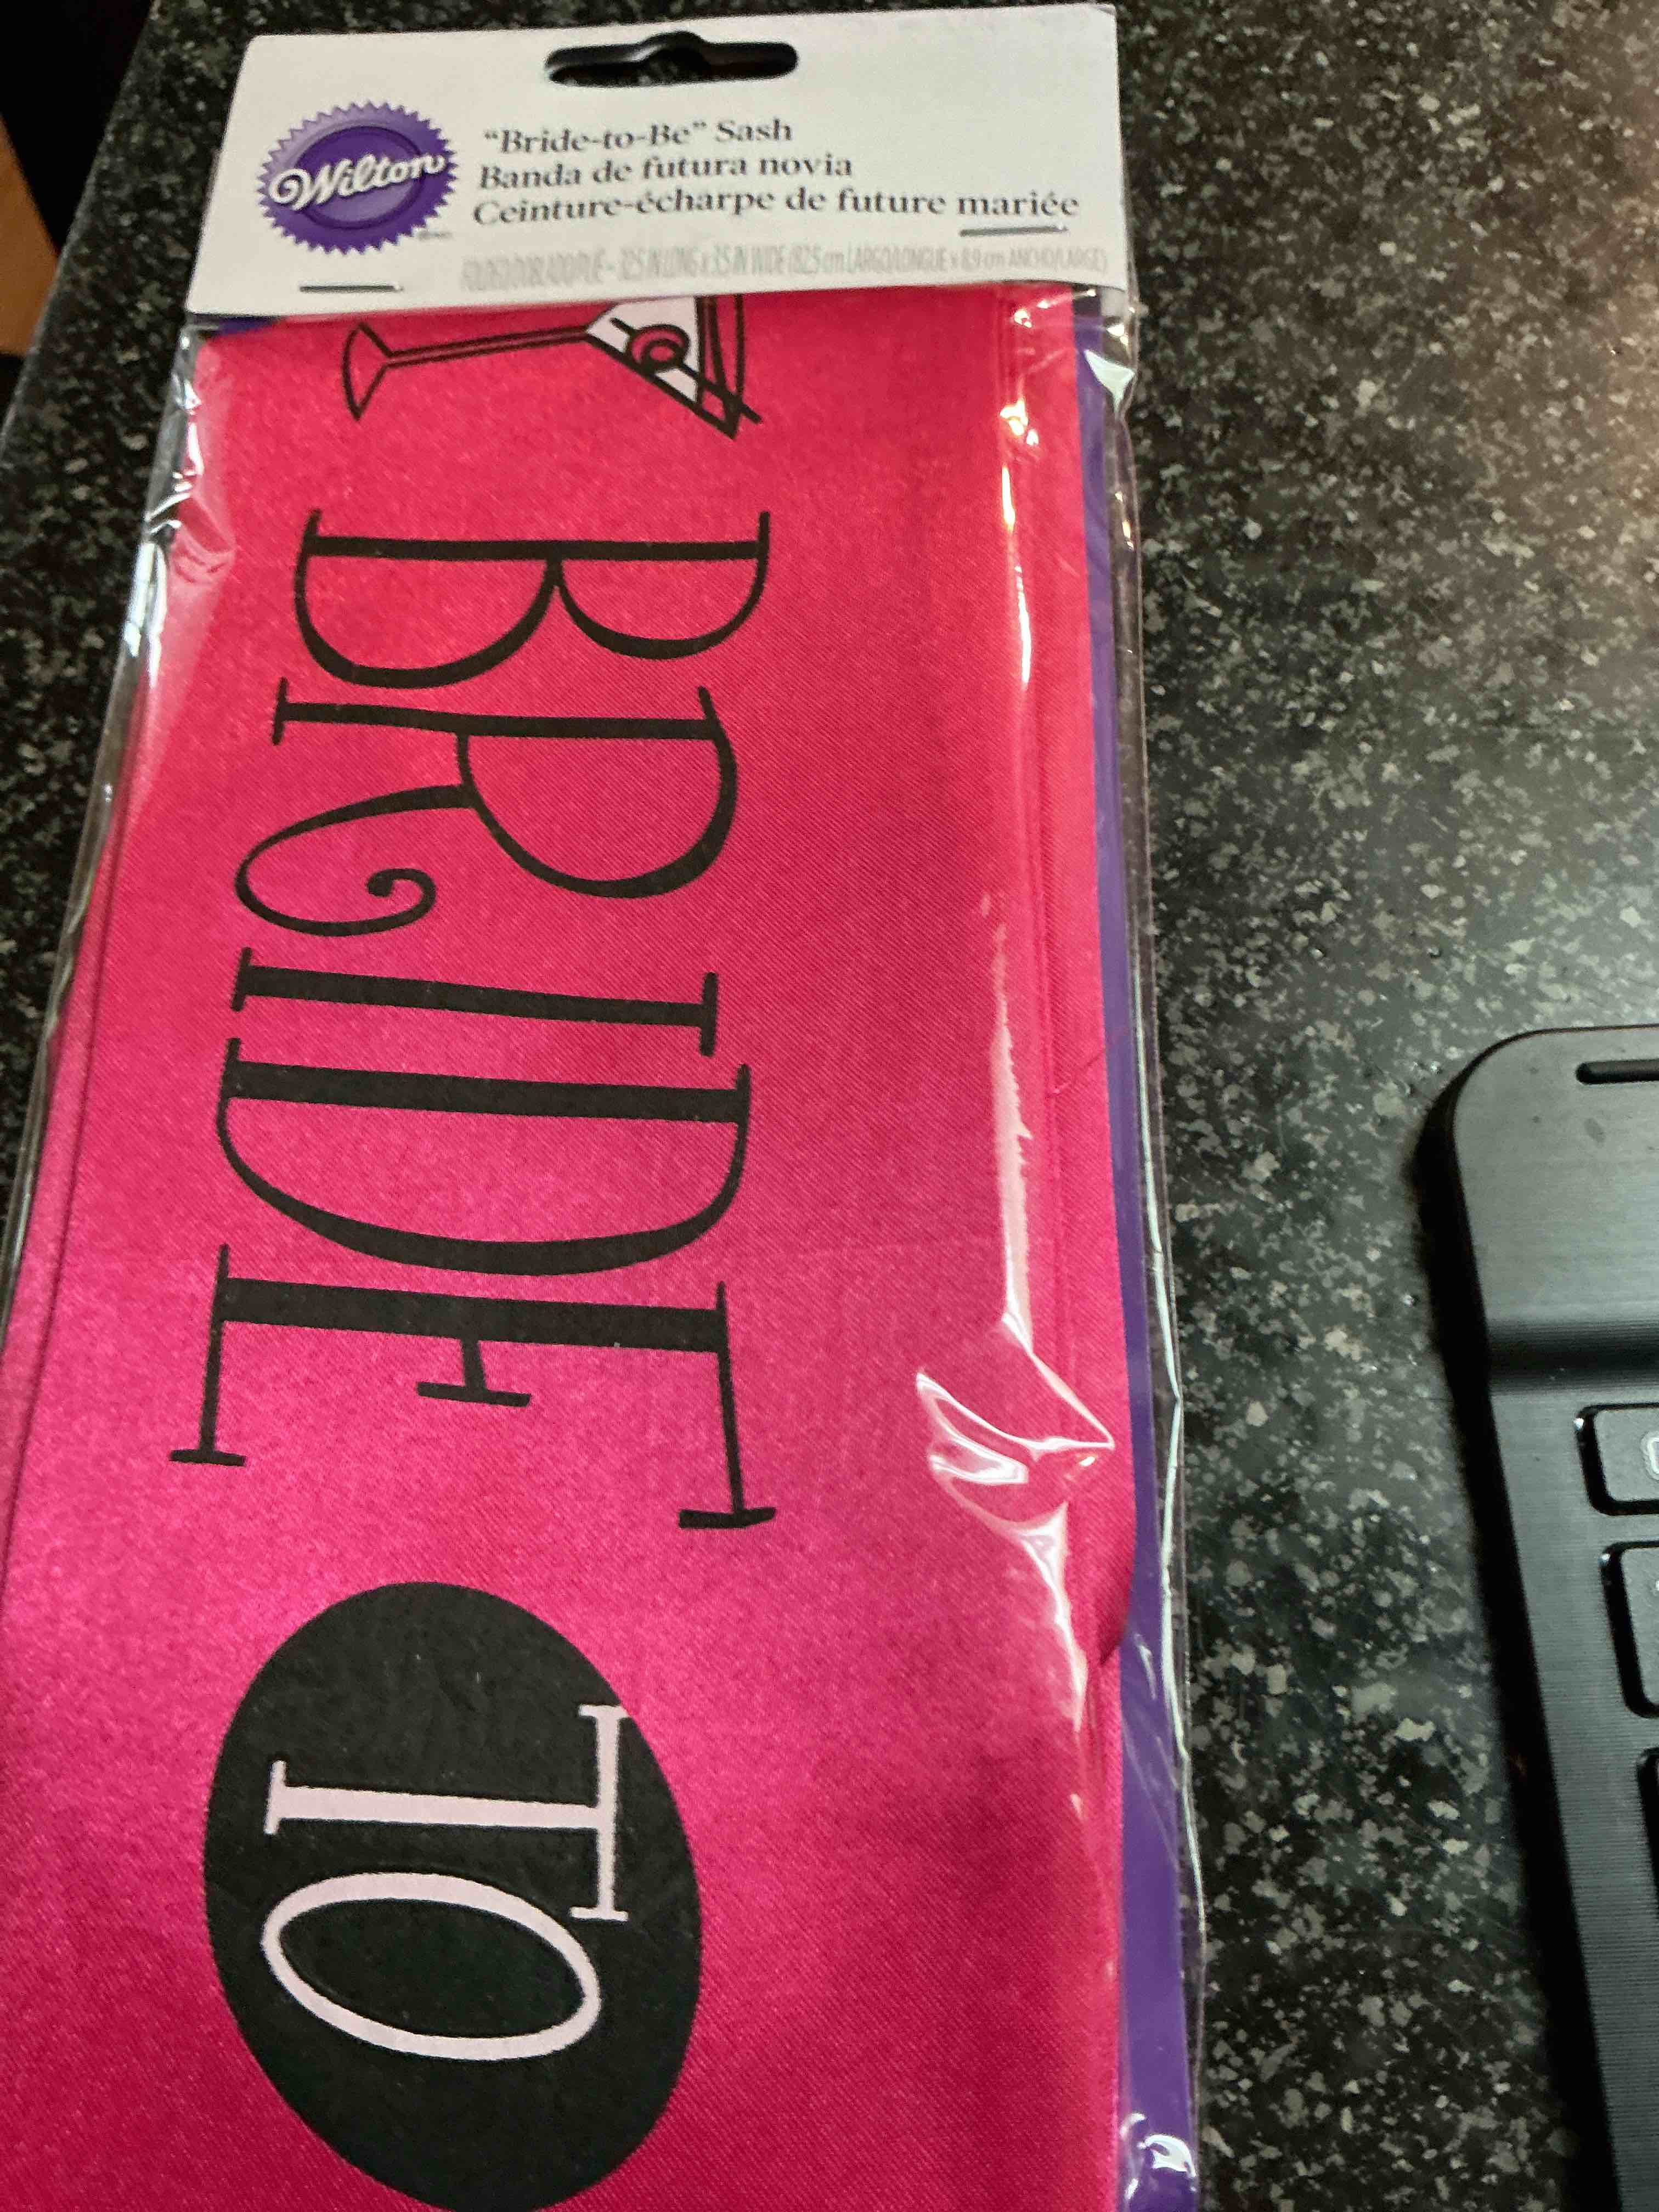 Wilton
"Bride-to-Be" Sash
Banda de futura novia
Ceinture-écharpe de future mariée
BRIDE
TO